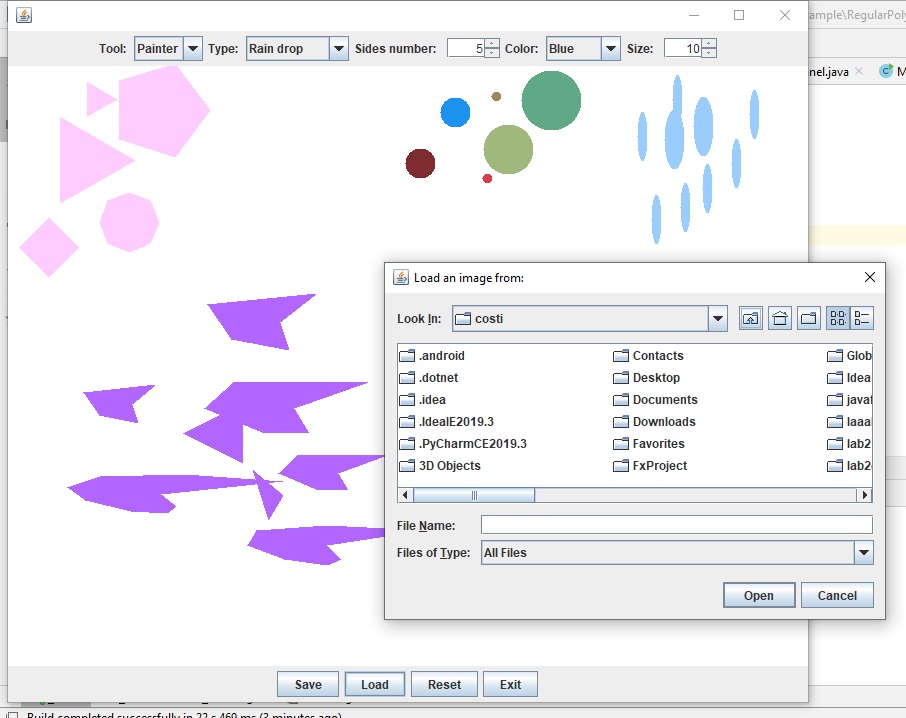 ample\RegularPoly
Tool: Painter Type: Rain drop Sides number: 5 Color: Blue Size: 10
nel.java
Load an image from:
Look In: costi
.android Contacts Glob
.dotnet Desktop Idea
.idea Documents javaf
.IdeaIE2019.3 Downloads laaa
.PyCharmCE2019.3 Favorites lab2
3D Objects FxProject lab2
File Name:
Files of Type: All Files
Open Cancel
Save Load Reset Exit
Build completed successfully in 22 s 469 ms (3 minutes ago)